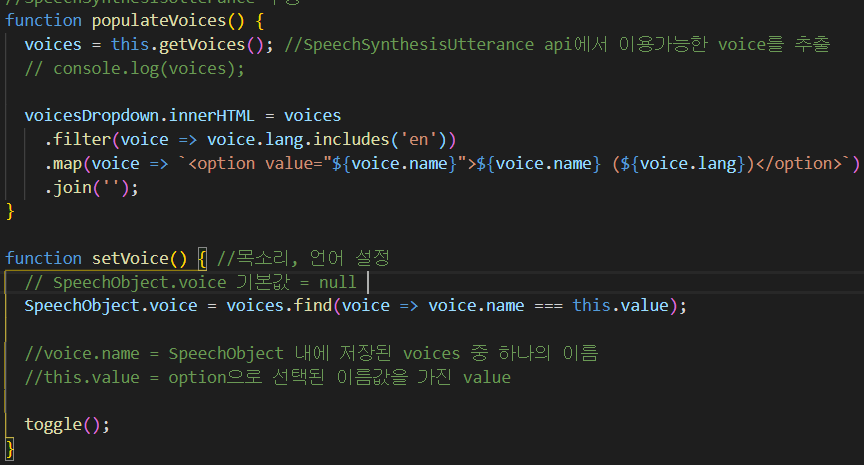 function populateVoices() {
voices = this.getVoices(); //SpeechSynthesisUtterance api에서 이용가능한 voice를 추출
// console.log(voices);
voicesDropdown.innerHTML = voices
.filter(voice => voice.lang.includes('en'))
.map(voice => `<option value="${voice.name}">${voice.name} (${voice.lang})</option>`)
.join('');
}
function setVoice() { //목소리, 언어 설정
// SpeechObject.voice 기본값 = null
SpeechObject.voice = voices.find(voice => voice.name === this.value);
//voice.name = SpeechObject 내에 저장된 voices 중 하나의 이름
//this.value = option으로 선택된 이름값을 가진 value
toggle();
}